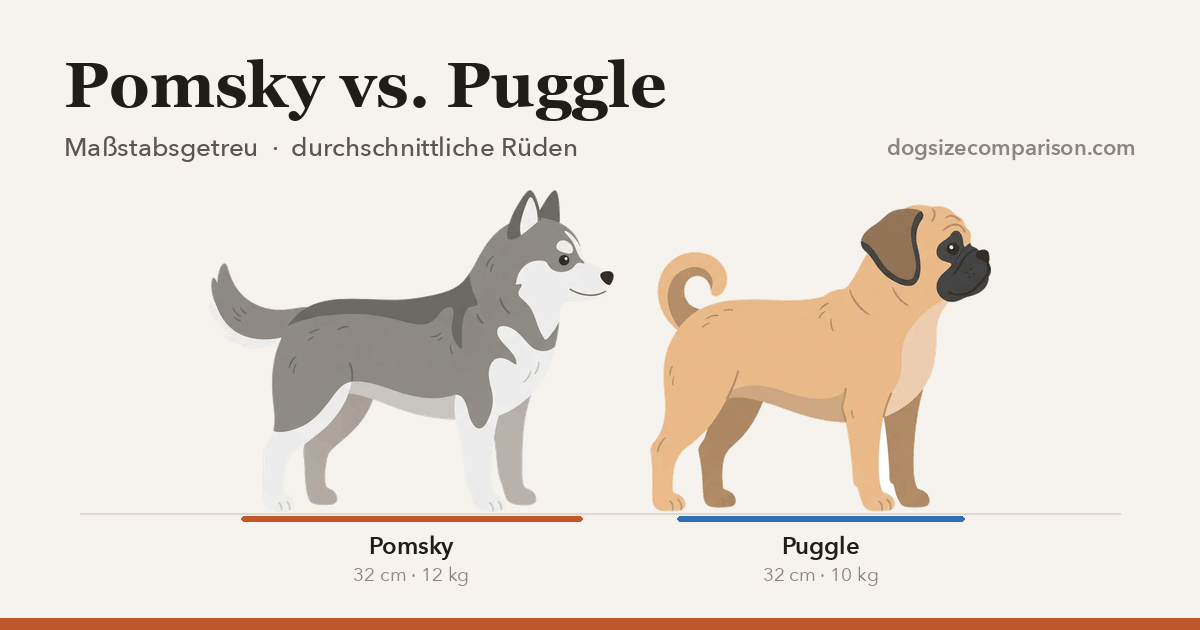 Pomsky vs. Puggle
Maßstabsgetreu · durchschnittliche Rüden
dogsizecomparison.com
Pomsky
32 cm · 12 kg
Puggle
32 cm · 10 kg